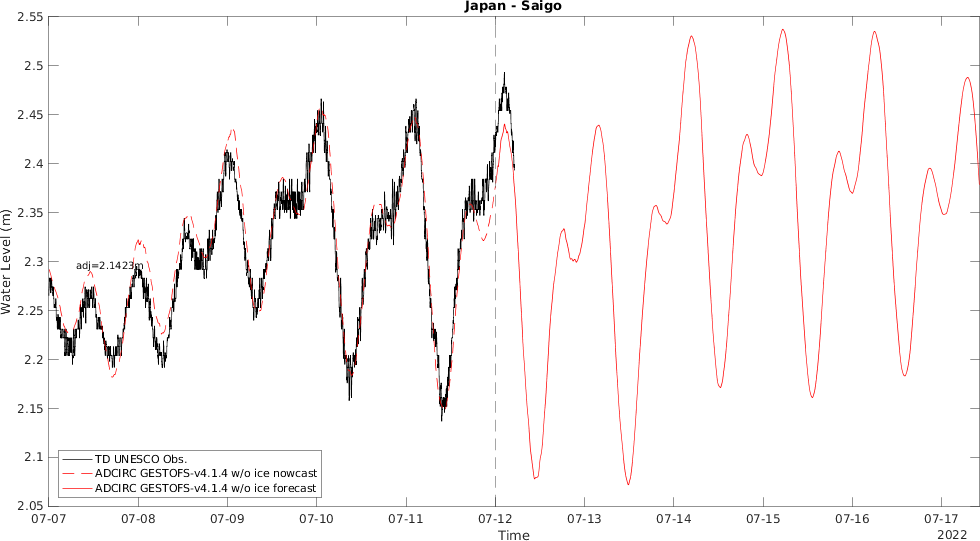 Japan - Saigo
2.55
2.5
2.45
2.4
2.35
2.3
2.25
2.2
2.15
2.1
2.05
Water Level (m)
adj=2.1423m
TD UNESCO Obs.
ADCIRC GESTOFS-v4.1.4 w/o ice nowcast
ADCIRC GESTOFS-v4.1.4 w/o ice forecast
07-07 07-08 07-09 07-10 07-11 07-12 07-13 07-14 07-15 07-16 07-17
Time
2022